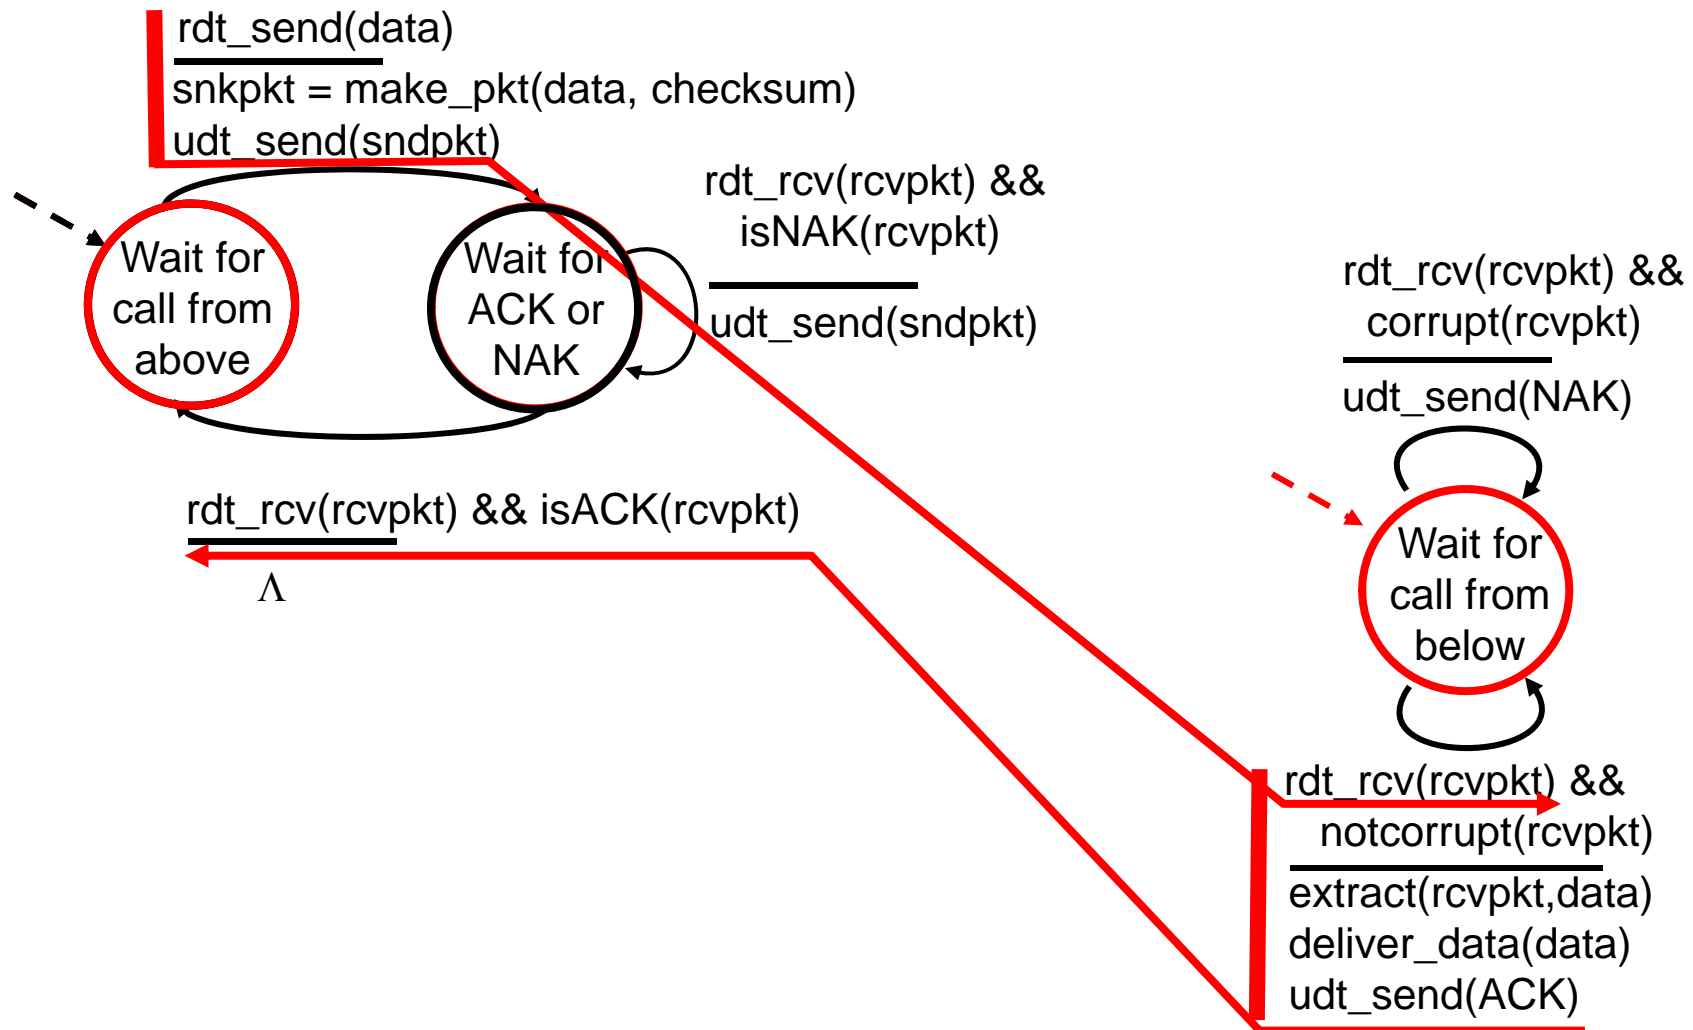 rdt_send(data)
snkpkt = make_pkt(data, checksum)
udt_send(sndpkt)
rdt_rcv(rcvpkt) &&
isNAK(rcvpkt)
udt_send(sndpkt)
Wait for
call from
above
Wait for
ACK or
NAK
rdt_rcv(rcvpkt) && isACK(rcvpkt)
Λ
rdt_rcv(rcvpkt) &&
corrupt(rcvpkt)
udt_send(NAK)
Wait for
call from
below
rdt_rcv(rcvpkt) &&
notcorrupt(rcvpkt)
extract(rcvpkt,data)
deliver_data(data)
udt_send(ACK)